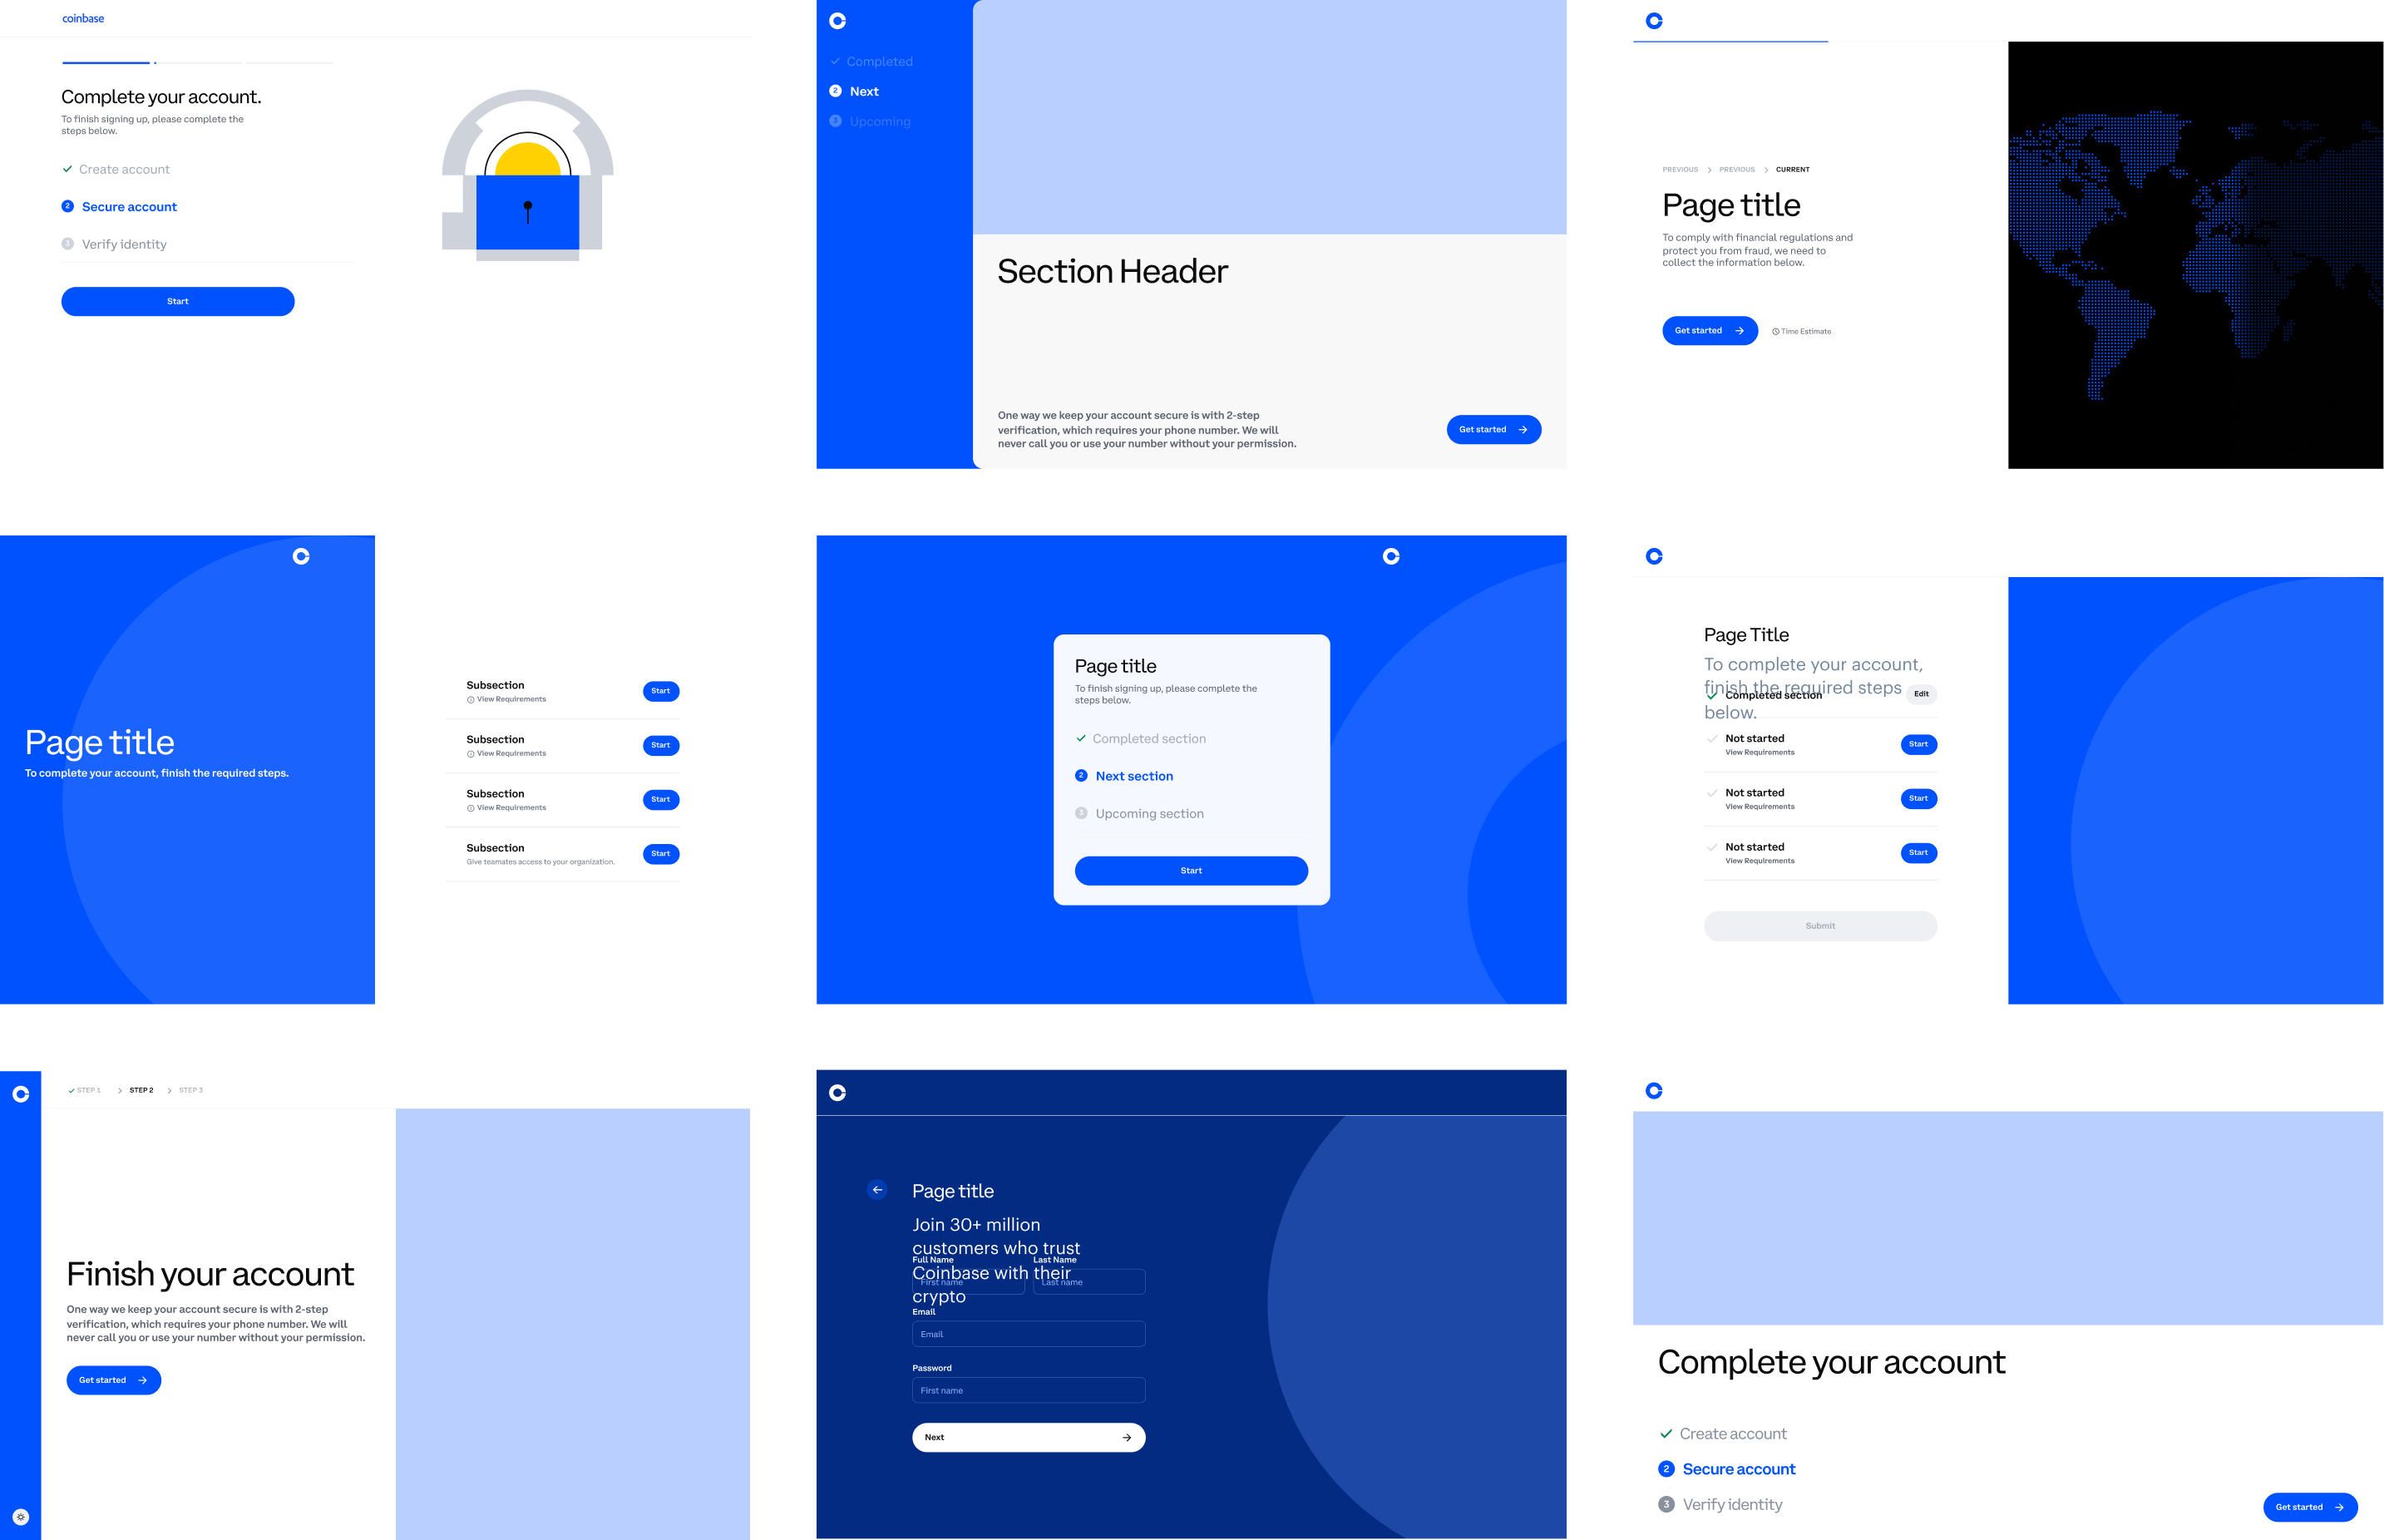 coinbase
Complete your account.
To finish signing up, please complete the
steps below.
Create account
2 Secure account
3 Verify identity
Start
Completed
2 Next
3 Upcoming
Section Header
One way we keep your account secure is with 2-step
verification, which requires your phone number. We will
never call you or use your number without your permission.
Get started
PREVIOUS PREVIOUS CURRENT
Page title
To comply with financial regulations and
protect you from fraud, we need to
collect the information below.
Get started
Time Estimate
Page title
To complete your account, finish the required steps.
Subsection
View Requirements
Start
Subsection
View Requirements
Start
Subsection
View Requirements
Start
Subsection
Give teamates access to your organization.
Start
Page title
To finish signing up, please complete the
steps below.
Completed section
2 Next section
3 Upcoming section
Start
Page Title
To complete your account,
finish the required steps
below.
Completed section
Edit
Not started
View Requirements
Start
Not started
View Requirements
Start
Not started
View Requirements
Start
Submit
STEP 1 STEP 2 STEP 3
Finish your account
One way we keep your account secure is with 2-step
verification, which requires your phone number. We will
never call you or use your number without your permission.
Get started
Page title
Join 30+ million
customers who trust
Coinbase with their
crypto
Full Name Last Name
First name Last name
Email
Email
Password
First name
Next
Complete your account
Create account
2 Secure account
3 Verify identity
Get started